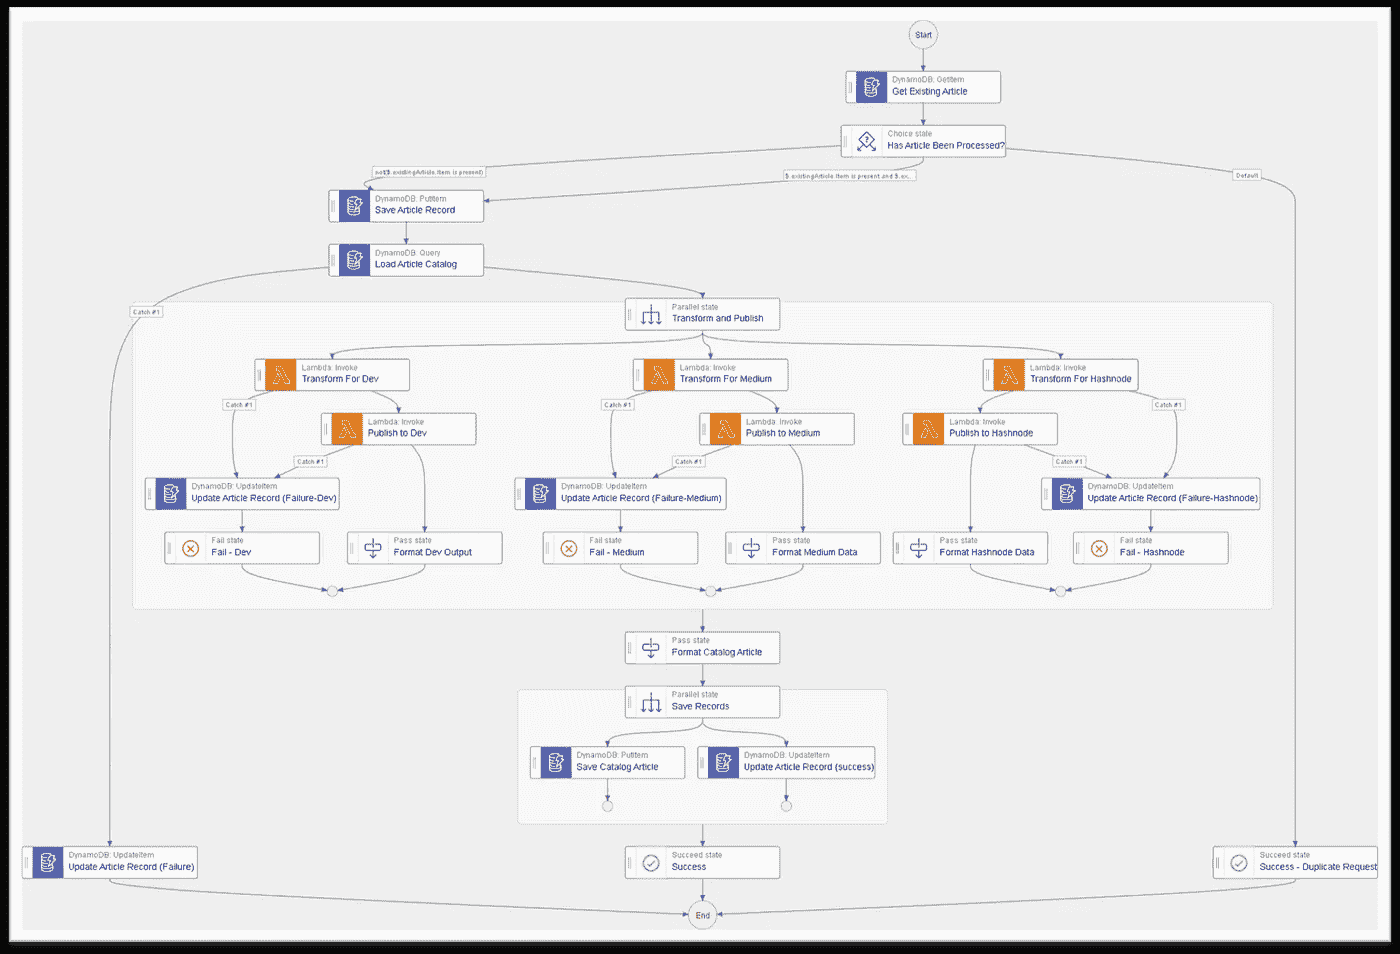 Start
DynamoDB: GetItem
Get Existing Article
Choice state
Has Article Been Processed?
not($.existingArticle.Item is present)
$.existingArticle.Item is present and $.ex...
Default
DynamoDB: PutItem
Save Article Record
DynamoDB: Query
Load Article Catalog
Catch #1
Parallel state
Transform and Publish
Lambda: Invoke
Transform For Dev
Lambda: Invoke
Transform For Medium
Lambda: Invoke
Transform For Hashnode
Catch #1
Catch #1
Catch #1
Lambda: Invoke
Publish to Dev
Lambda: Invoke
Publish to Medium
Lambda: Invoke
Publish to Hashnode
Catch #1
Catch #1
Catch #1
DynamoDB: UpdateItem
Update Article Record (Failure-Dev)
DynamoDB: UpdateItem
Update Article Record (Failure-Medium)
DynamoDB: UpdateItem
Update Article Record (Failure-Hashnode)
Fail state
Fail - Dev
Pass state
Format Dev Output
Fail state
Fail - Medium
Pass state
Format Medium Data
Pass state
Format Hashnode Data
Fail state
Fail - Hashnode
Pass state
Format Catalog Article
Parallel state
Save Records
DynamoDB: PutItem
Save Catalog Article
DynamoDB: UpdateItem
Update Article Record (success)
DynamoDB: UpdateItem
Update Article Record (Failure)
Succeed state
Success
Succeed state
Success - Duplicate Request
End